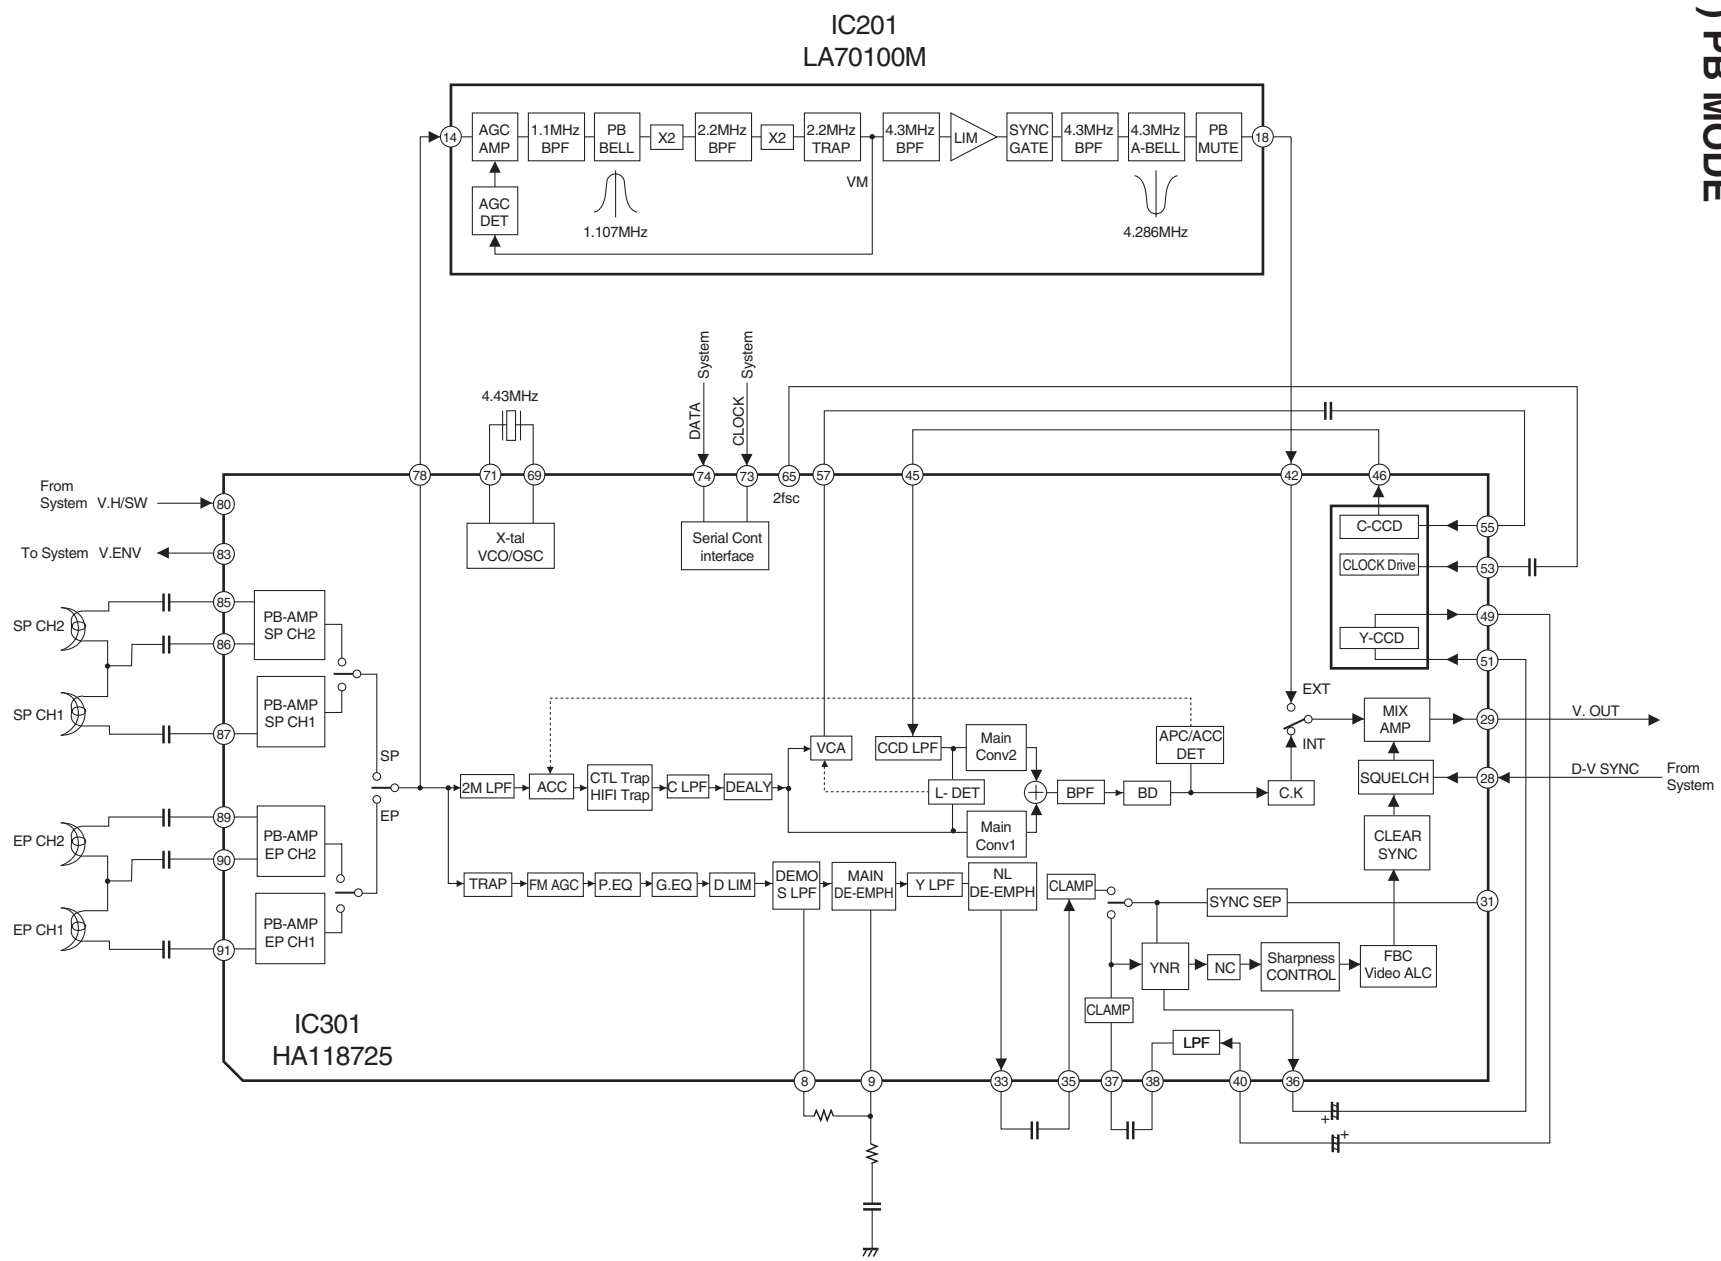 ) PB MODE
IC201
LA70100M
14
AGC
AMP
1.1MHz
BPF
PB
BELL
X2
2.2MHz
BPF
X2
2.2MHz
TRAP
4.3MHz
BPF
LIM
SYNC
GATE
4.3MHz
BPF
4.3MHz
A-BELL
PB
MUTE
18
AGC
DET
VM
1.107MHz
4.286MHz
4.43MHz
DATA
System
CLOCK
System
78
71
69
74
73
65
57
45
42
46
2fsc
From
System V.H/SW
80
To System V.ENV
83
X-tal
VCO/OSC
Serial Cont
interface
C-CCD
55
CLOCK Drive
53
49
Y-CCD
51
SP CH2
85
86
PB-AMP
SP CH2
SP CH1
87
PB-AMP
SP CH1
SP
EP
EP CH2
89
90
PB-AMP
EP CH2
EP CH1
91
PB-AMP
EP CH1
2M LPF
ACC
CTL Trap
HIFI Trap
C LPF
DEALY
VCA
CCD LPF
Main
Conv2
L- DET
Main
Conv1
BPF
BD
APC/ACC
DET
C.K
EXT
INT
MIX
AMP
29
V. OUT
SQUELCH
28
D-V SYNC
From
System
CLEAR
SYNC
TRAP
FM AGC
P.EQ
G.EQ
D LIM
DEMO
S LPF
MAIN
DE-EMPH
Y LPF
NL
DE-EMPH
CLAMP
SYNC SEP
31
YNR
NC
Sharpness
CONTROL
FBC
Video ALC
CLAMP
LPF
IC301
HA118725
8
9
33
35
37
38
40
36
+
+